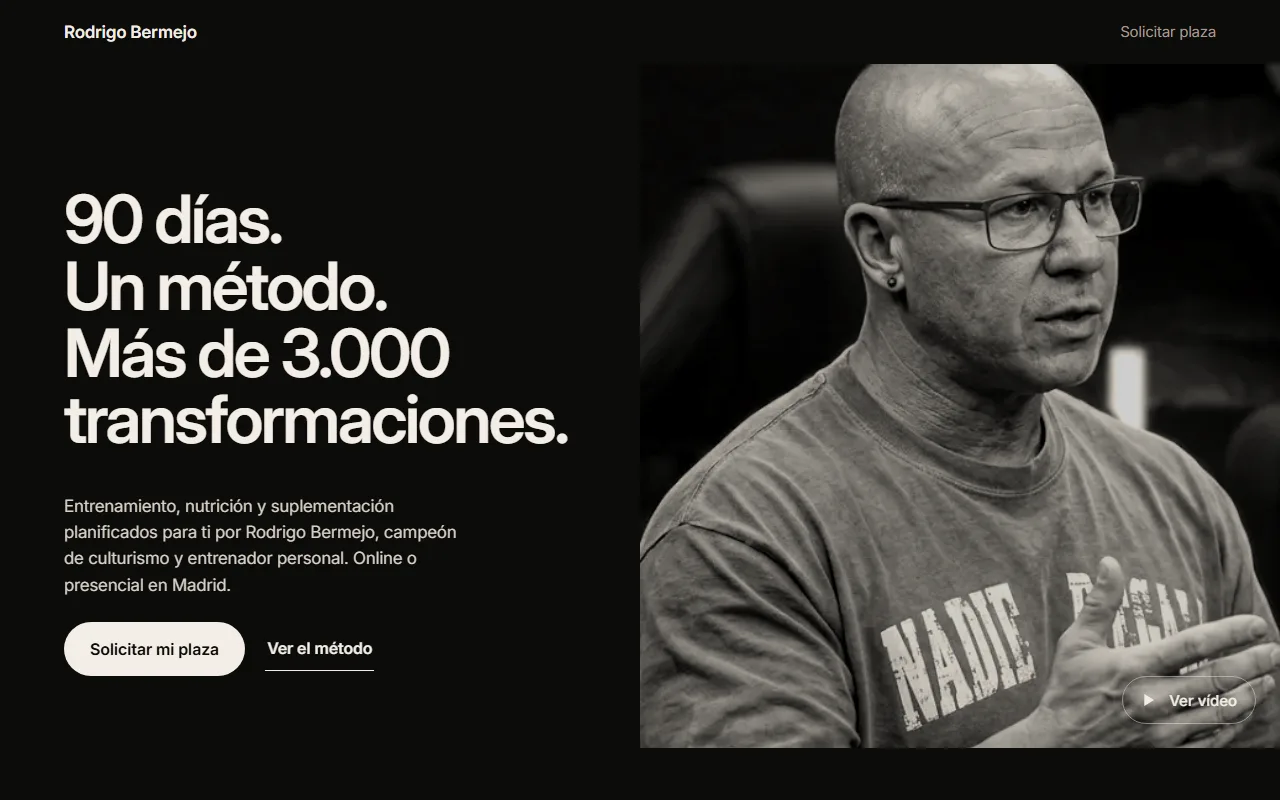 Rodrigo Bermejo
Solicitar plaza
90 días.
Un método.
Más de 3.000
transformaciones.
Entrenamiento, nutrición y suplementación
planificados para ti por Rodrigo Bermejo, campeón
de culturismo y entrenador personal. Online o
presencial en Madrid.
Solicitar mi plaza
Ver el método
NADIE
Ver vídeo